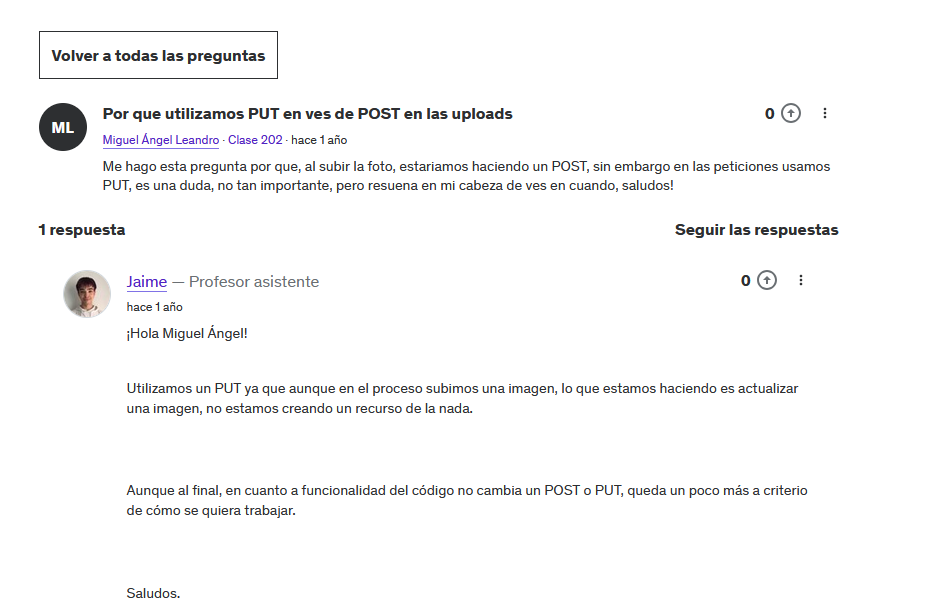 Volver a todas las preguntas
ML
Por que utilizamos PUT en ves de POST en las uploads
0
Miguel Ángel Leandro · Clase 202 · hace 1 año
Me hago esta pregunta por que, al subir la foto, estariamos haciendo un POST, sin embargo en las peticiones usamos
PUT, es una duda, no tan importante, pero resuena en mi cabeza de ves en cuando, saludos!
1 respuesta
Seguir las respuestas
Jaime — Profesor asistente
0
hace 1 año
¡Hola Miguel Ángel!
Utilizamos un PUT ya que aunque en el proceso subimos una imagen, lo que estamos haciendo es actualizar
una imagen, no estamos creando un recurso de la nada.
Aunque al final, en cuanto a funcionalidad del código no cambia un POST o PUT, queda un poco más a criterio
de cómo se quiera trabajar.
Saludos.